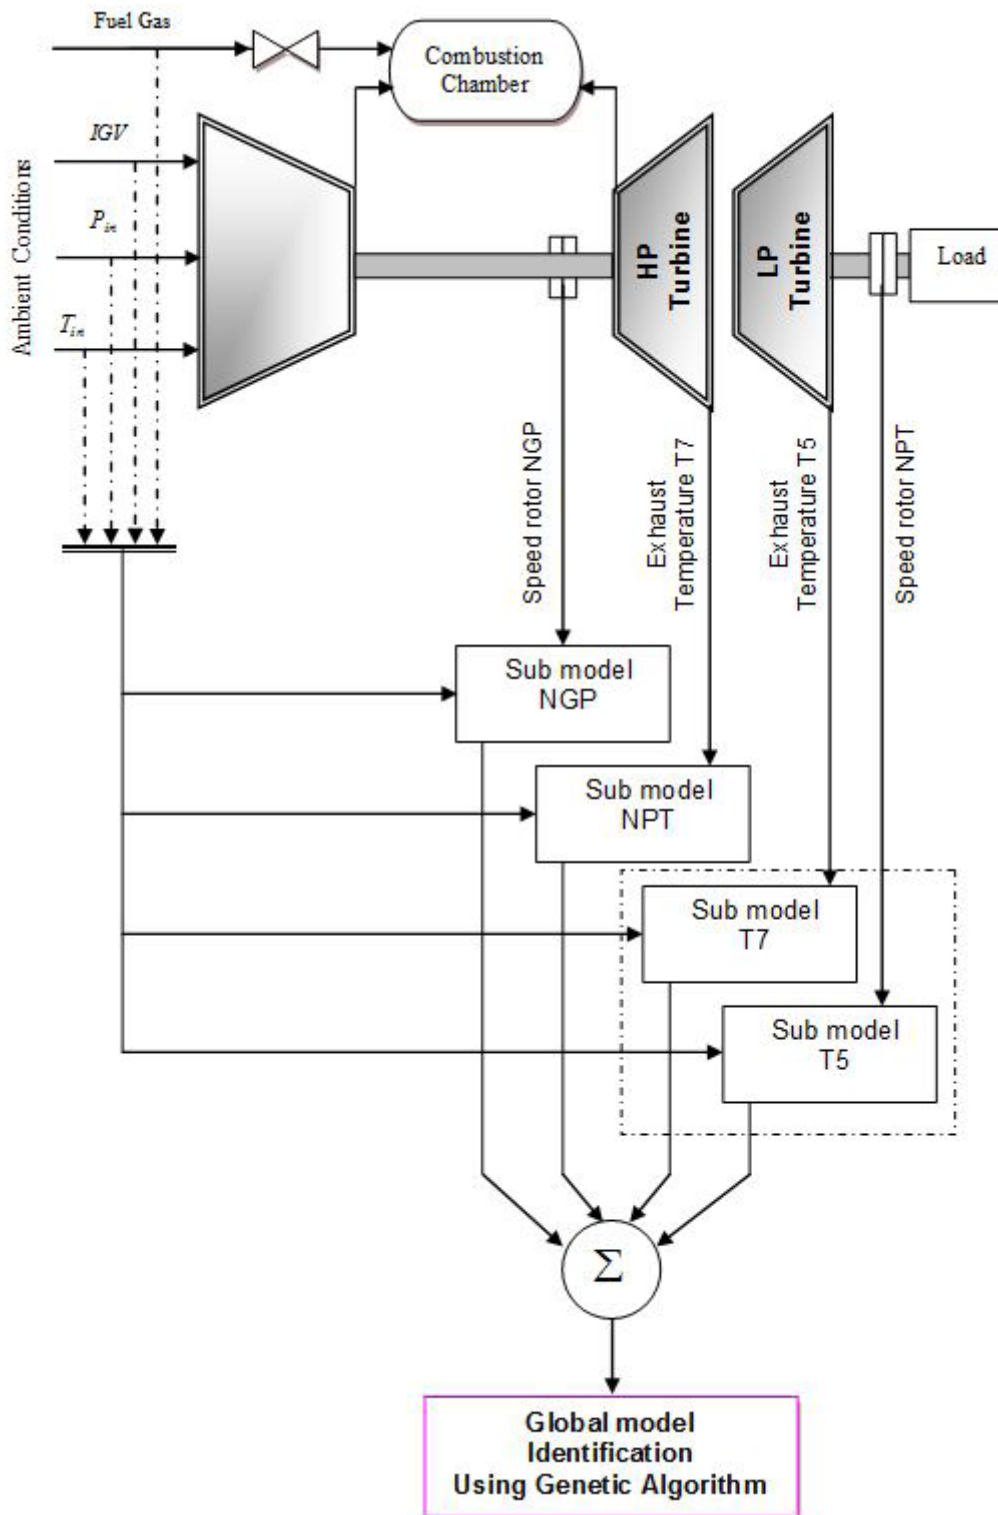 Fuel Gas
Combustion
Chamber
IGV
Ambient Conditions
P in
T in
HP
Turbine
LP
Turbine
Load
Speed rotor NGP
Exhaust
Temperature T7
Exhaust
Temperature T5
Speed rotor NPT
Sub model
NGP
Sub model
NPT
Sub model
T7
Sub model
T5
Σ
Global model
Identification
Using Genetic Algorithm